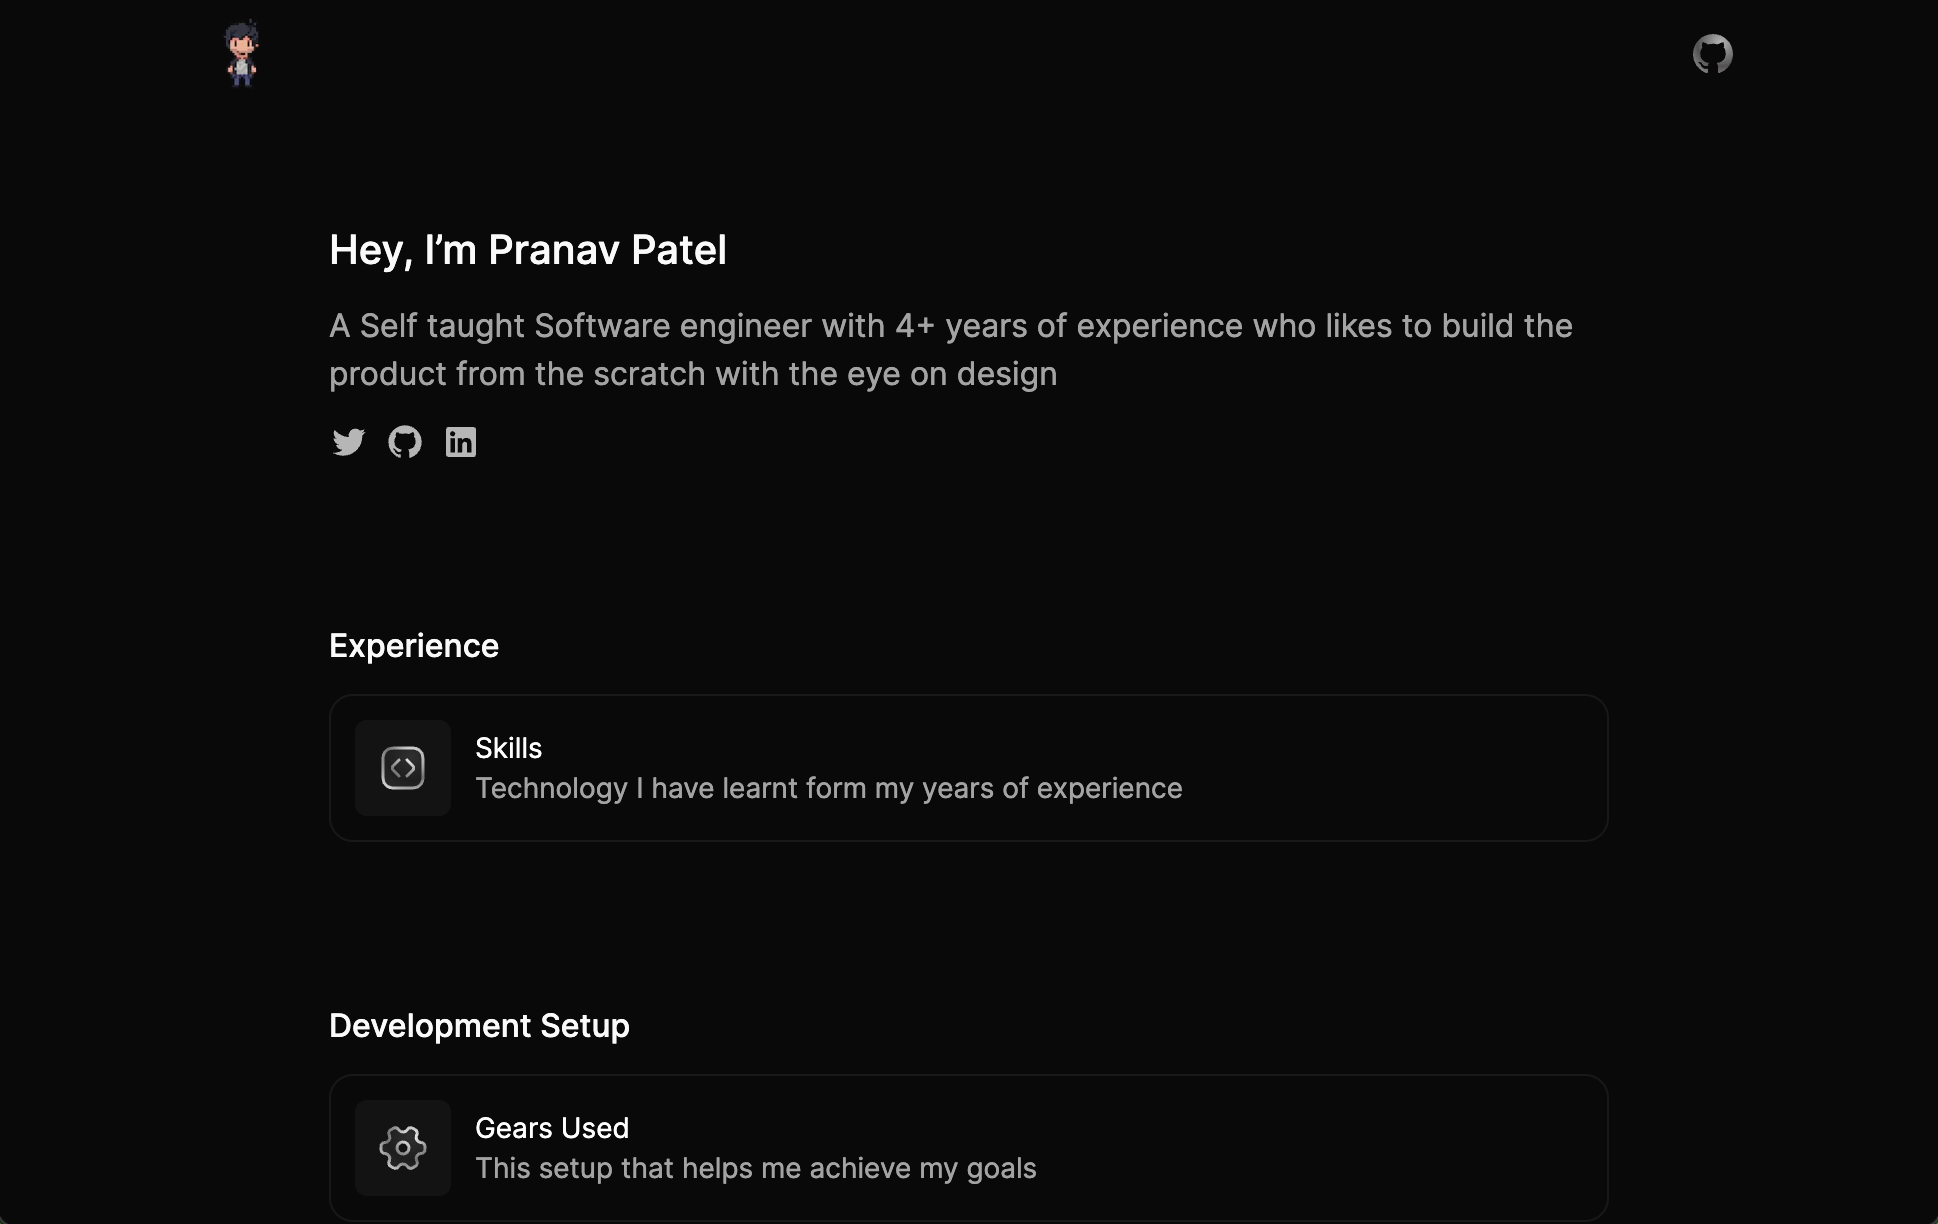 Hey, I’m Pranav Patel
A Self taught Software engineer with 4+ years of experience who likes to build the
product from the scratch with the eye on design
Experience
Skills
Technology I have learnt form my years of experience
Development Setup
Gears Used
This setup that helps me achieve my goals